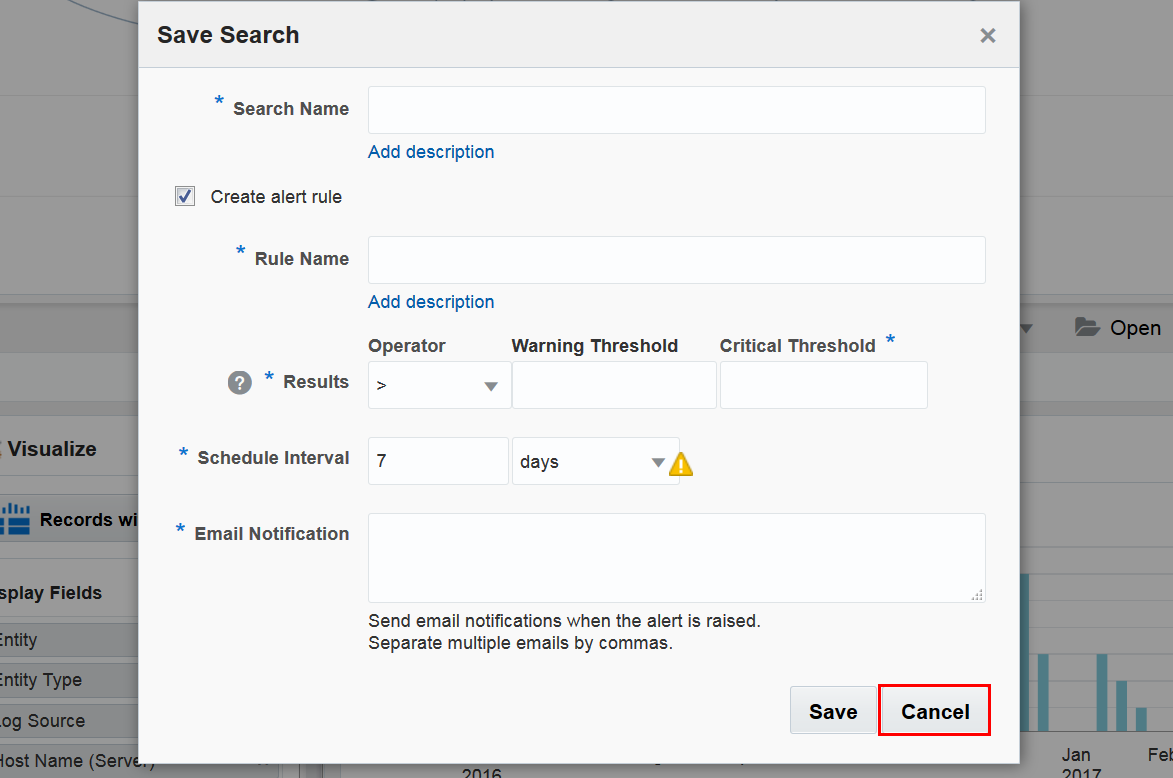 Save Search ×
* Search Name
Add description
Create alert rule
* Rule Name
Add description
Operator Warning Threshold Critical Threshold *
? * Results >
* Schedule Interval 7 days
* Email Notification
Send email notifications when the alert is raised.
Separate multiple emails by commas.
Save Cancel
Open
Visualize
Records wi
splay Fields
Entity
Entity Type
Log Source
Host Name (Server)
2016
Jan
2017
Fe